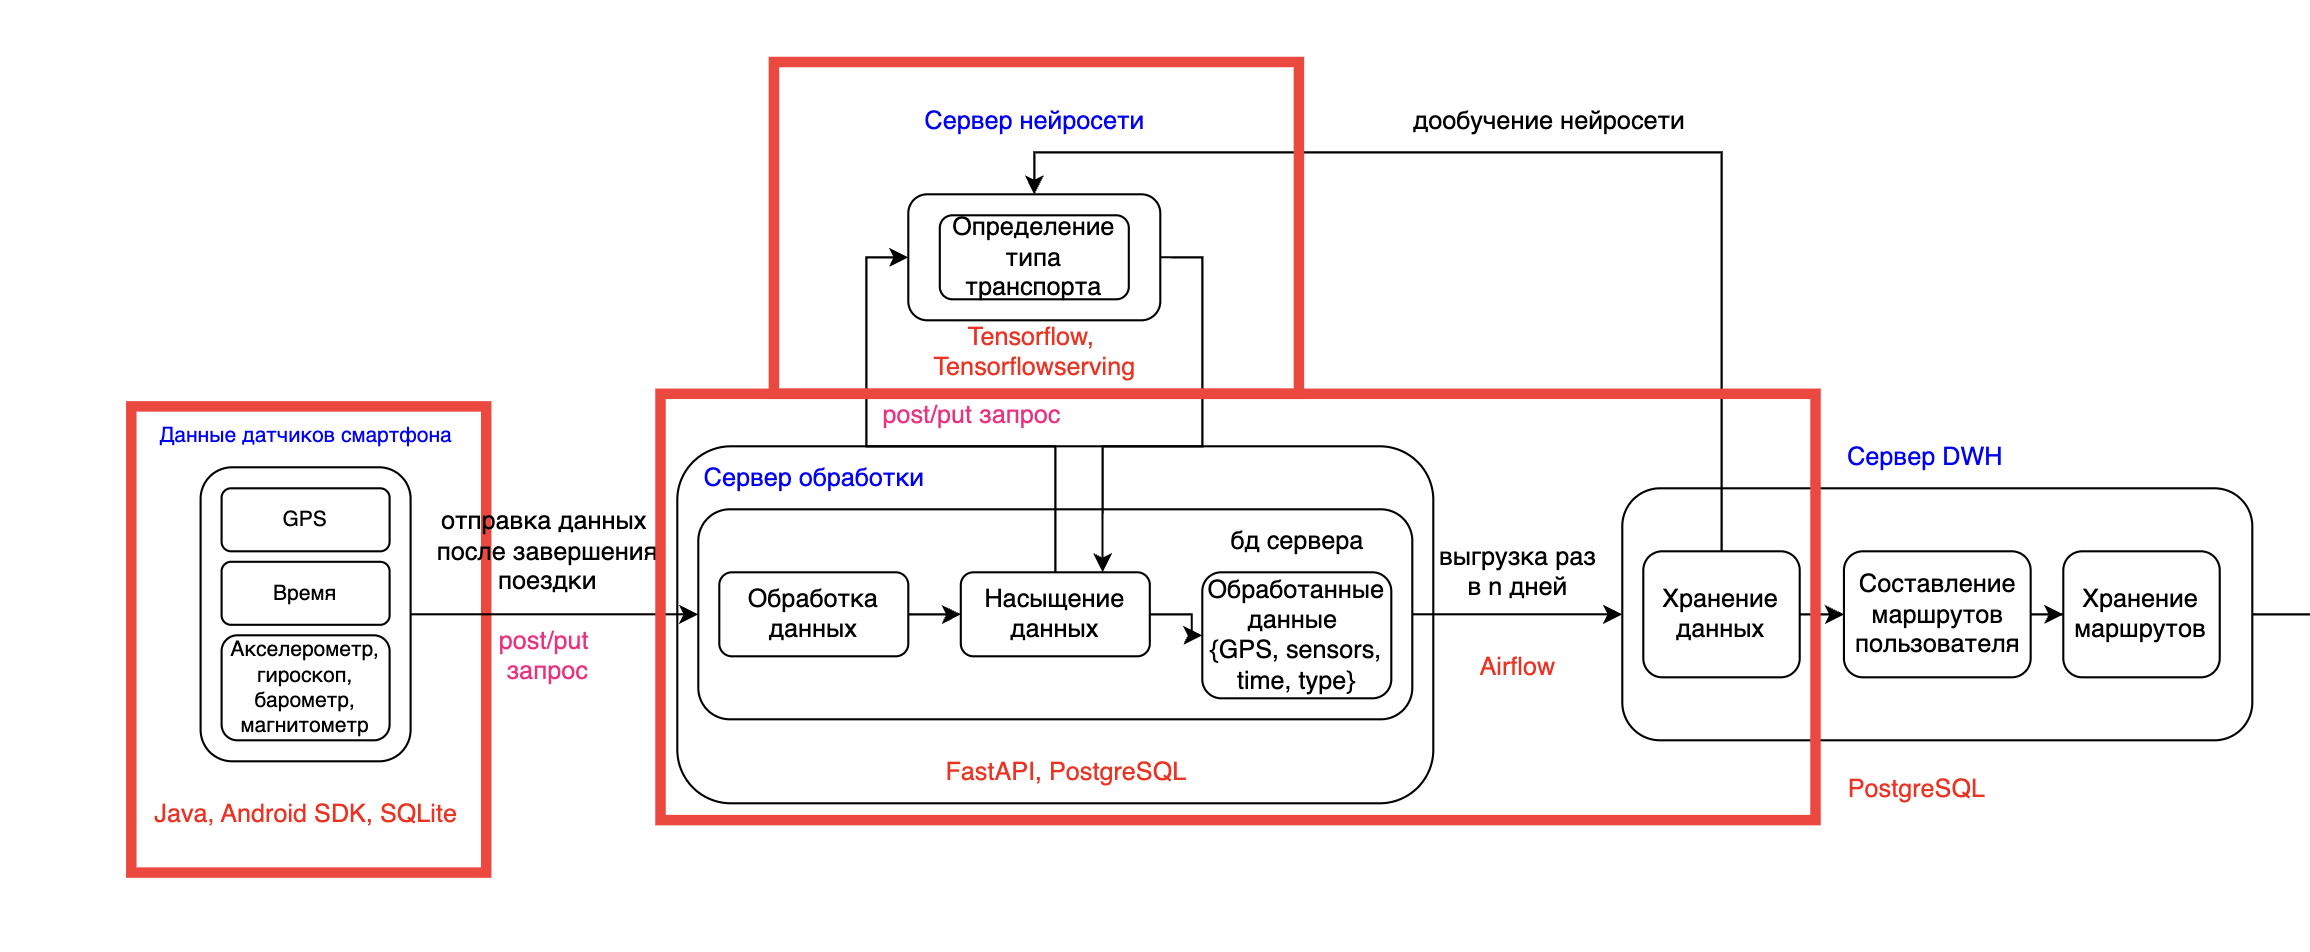 Сервер нейросети
дообучение нейросети
Определение
типа
транспорта
Tensorflow,
Tensorflowserving
post/put запрос
Данные датчиков смартфона
GPS
Время
Акселерометр,
гироскоп,
барометр,
магнитометр
Java, Android SDK, SQLite
отправка данных
после завершения
поездки
post/put
запрос
Сервер обработки
Обработка
данных
Насыщение
данных
бд сервера
Обработанные
данные
{GPS, sensors,
time, type}
FastAPI, PostgreSQL
выгрузка раз
в n дней
Airflow
Сервер DWH
Хранение
данных
Составление
маршрутов
пользователя
Хранение
маршрутов
PostgreSQL